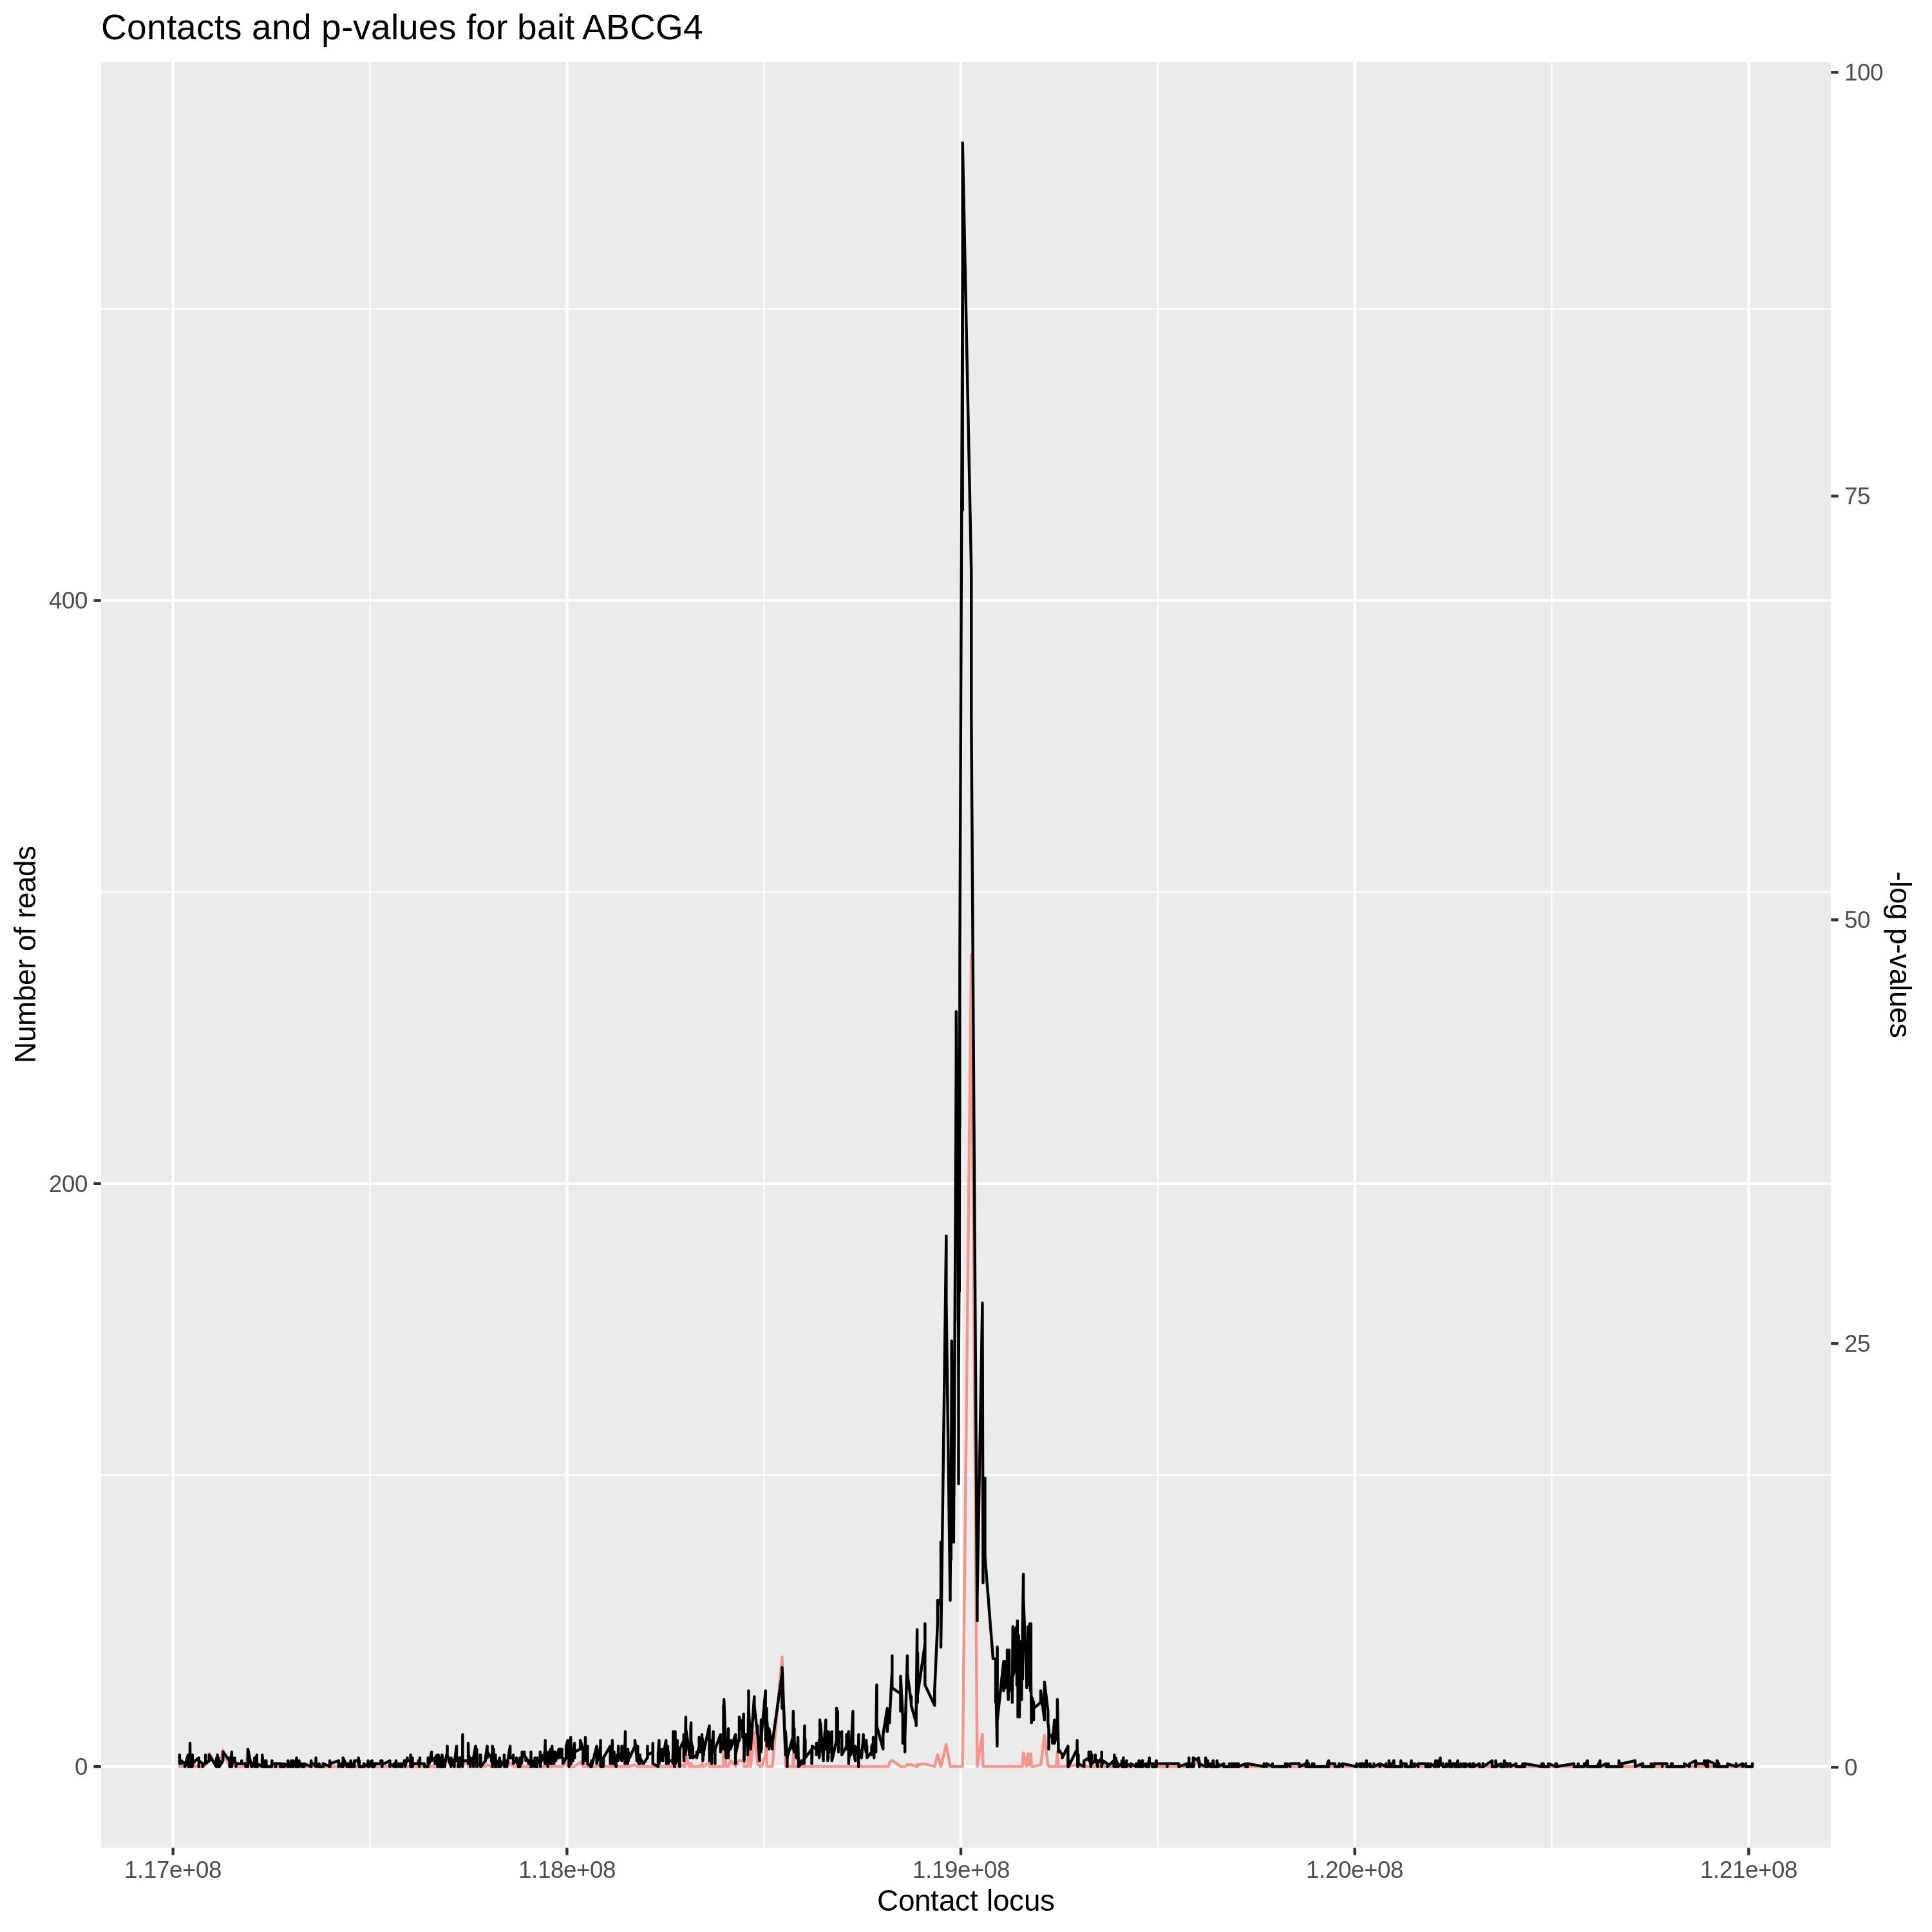 Contacts and p-values for bait ABCG4
Number of reads
400
200
0
100
75
50
25
0
-log p-values
1.17e+08
1.18e+08
1.19e+08
1.20e+08
1.21e+08
Contact locus